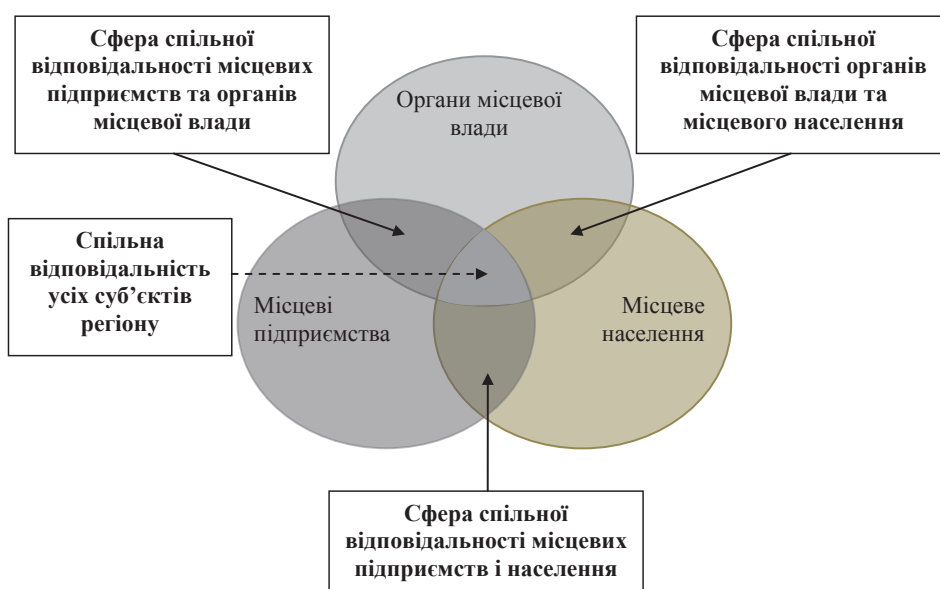 Сфера спільної
відповідальності місцевих
підприємств та органів
місцевої влади
Органи місцевої
влади
Сфера спільної
відповідальності органів
місцевої влади та
місцевого населення
Спільна
відповідальність
усіх суб’єктів
регіону
Місцеві
підприємства
Місцеве
населення
Сфера спільної
відповідальності місцевих
підприємств і населення